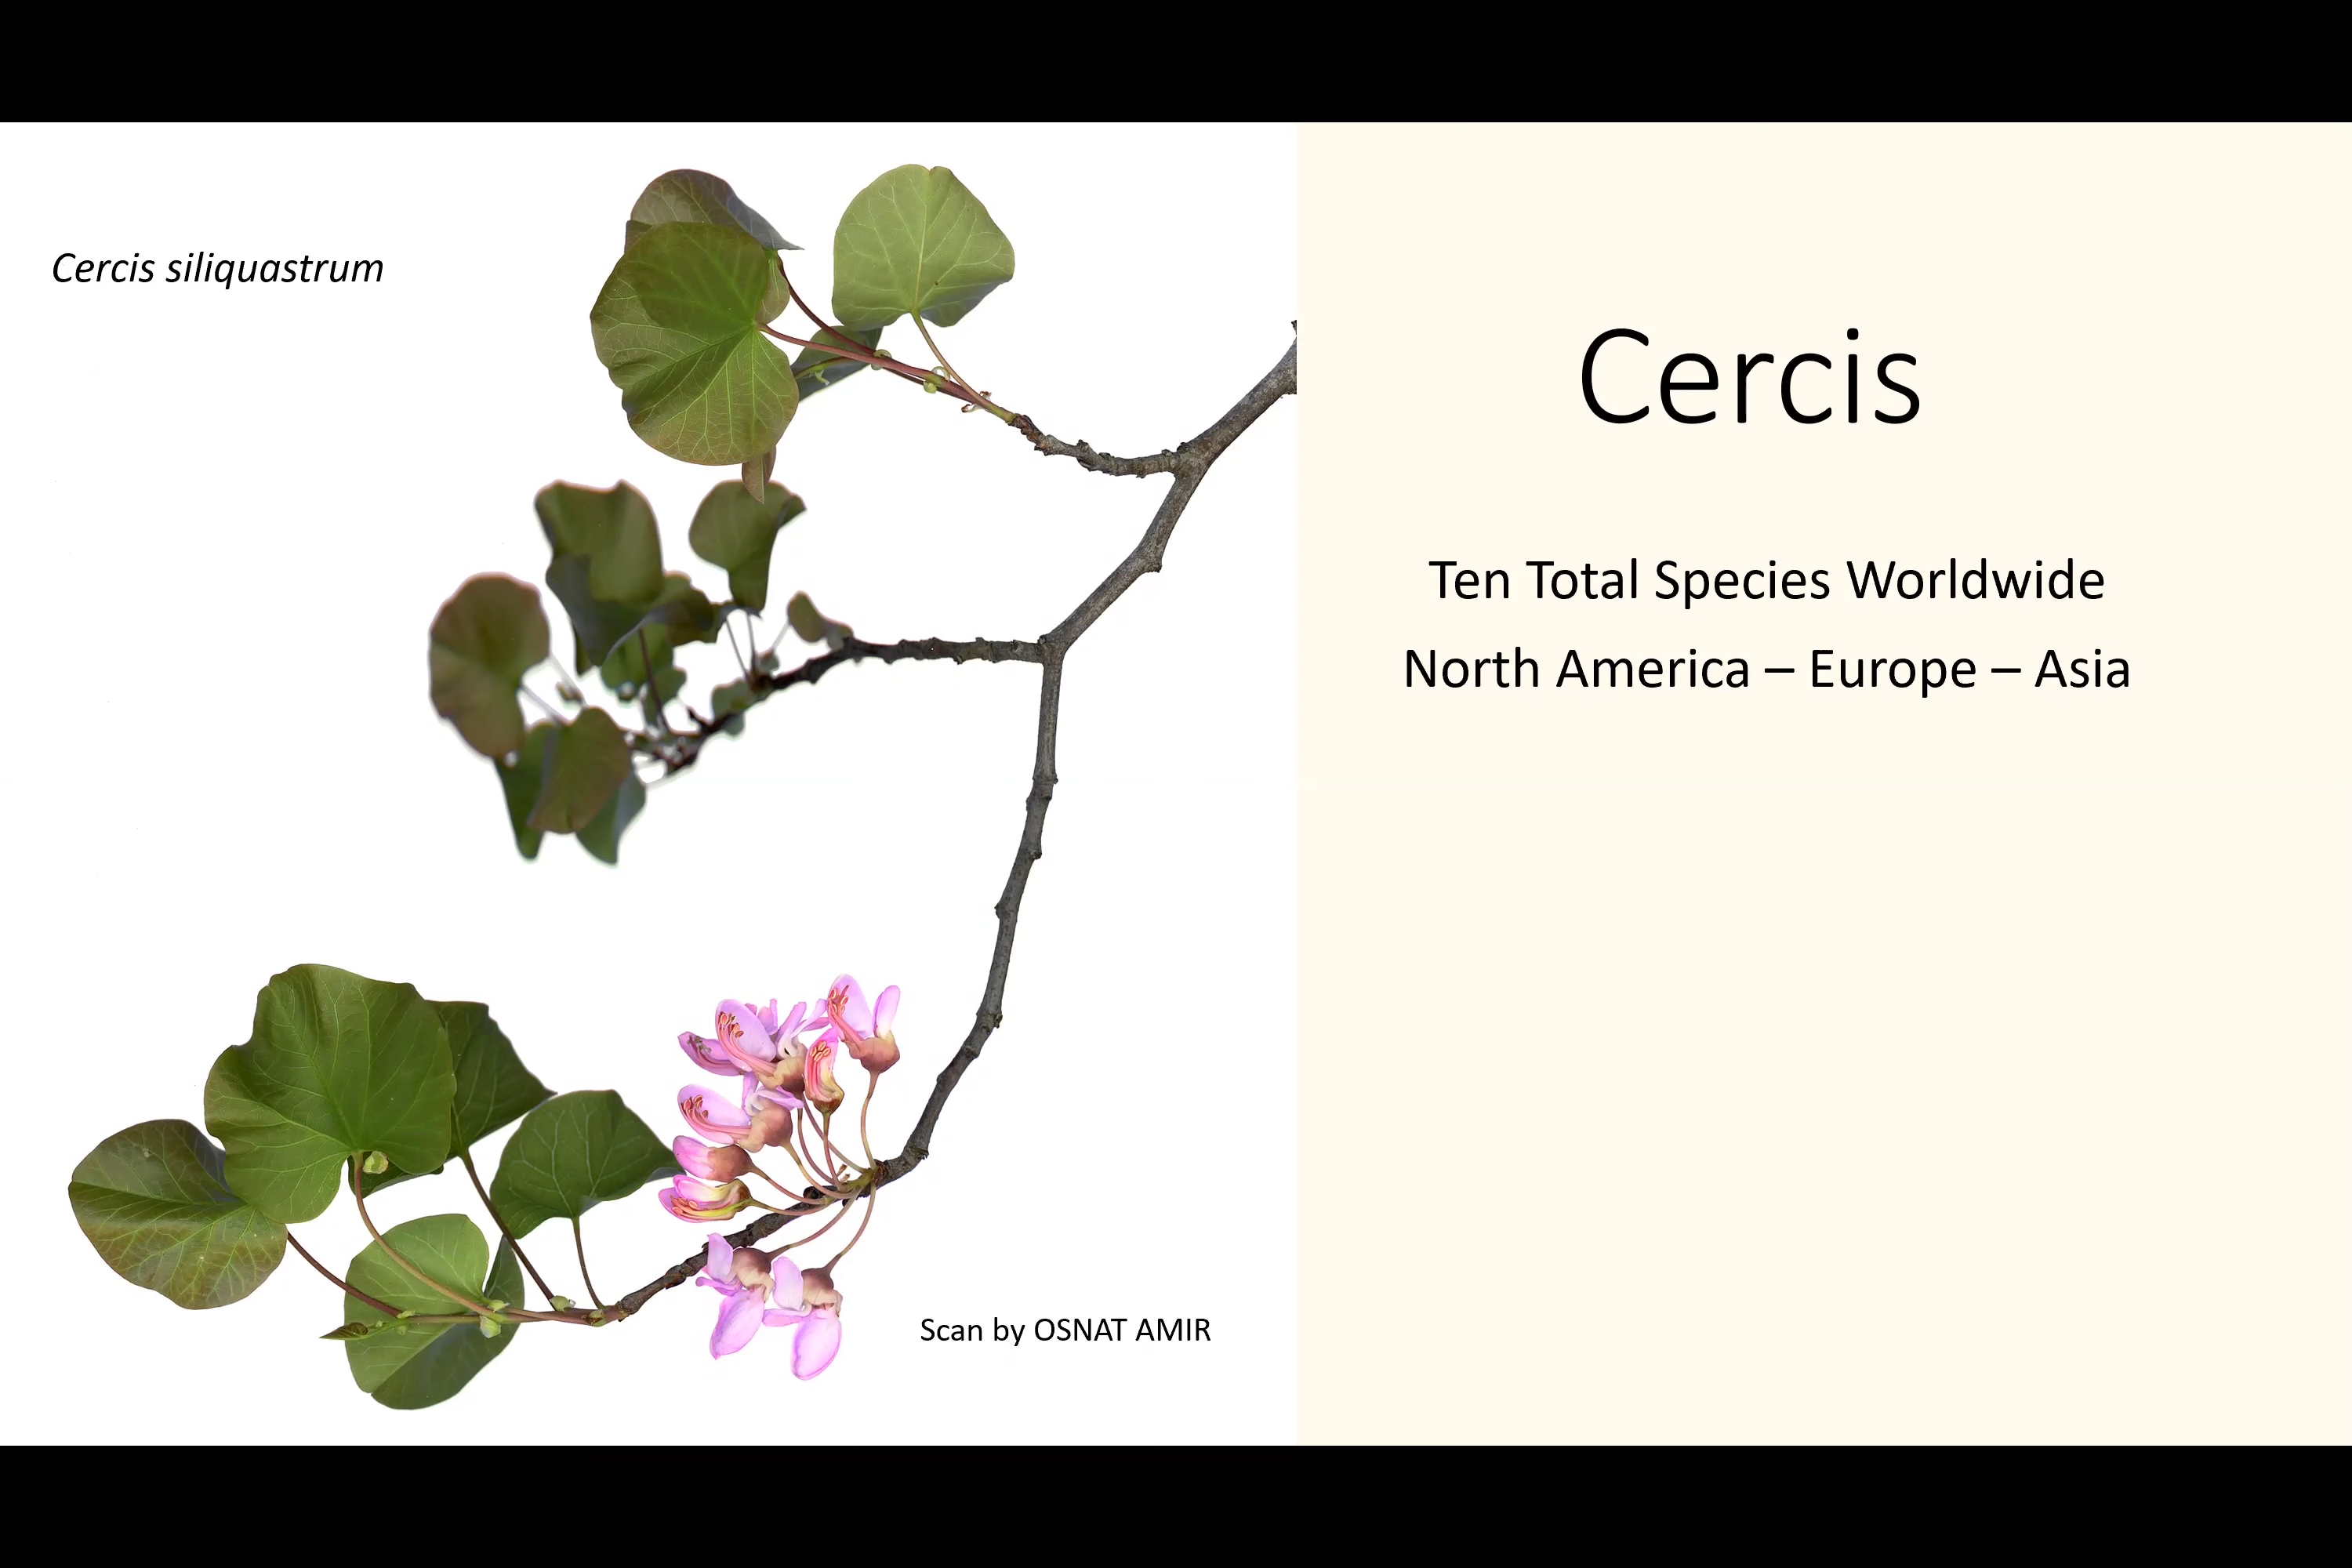 Cercis siliquastrum
Cercis
Ten Total Species Worldwide
North America – Europe – Asia
Scan by OSNAT AMIR